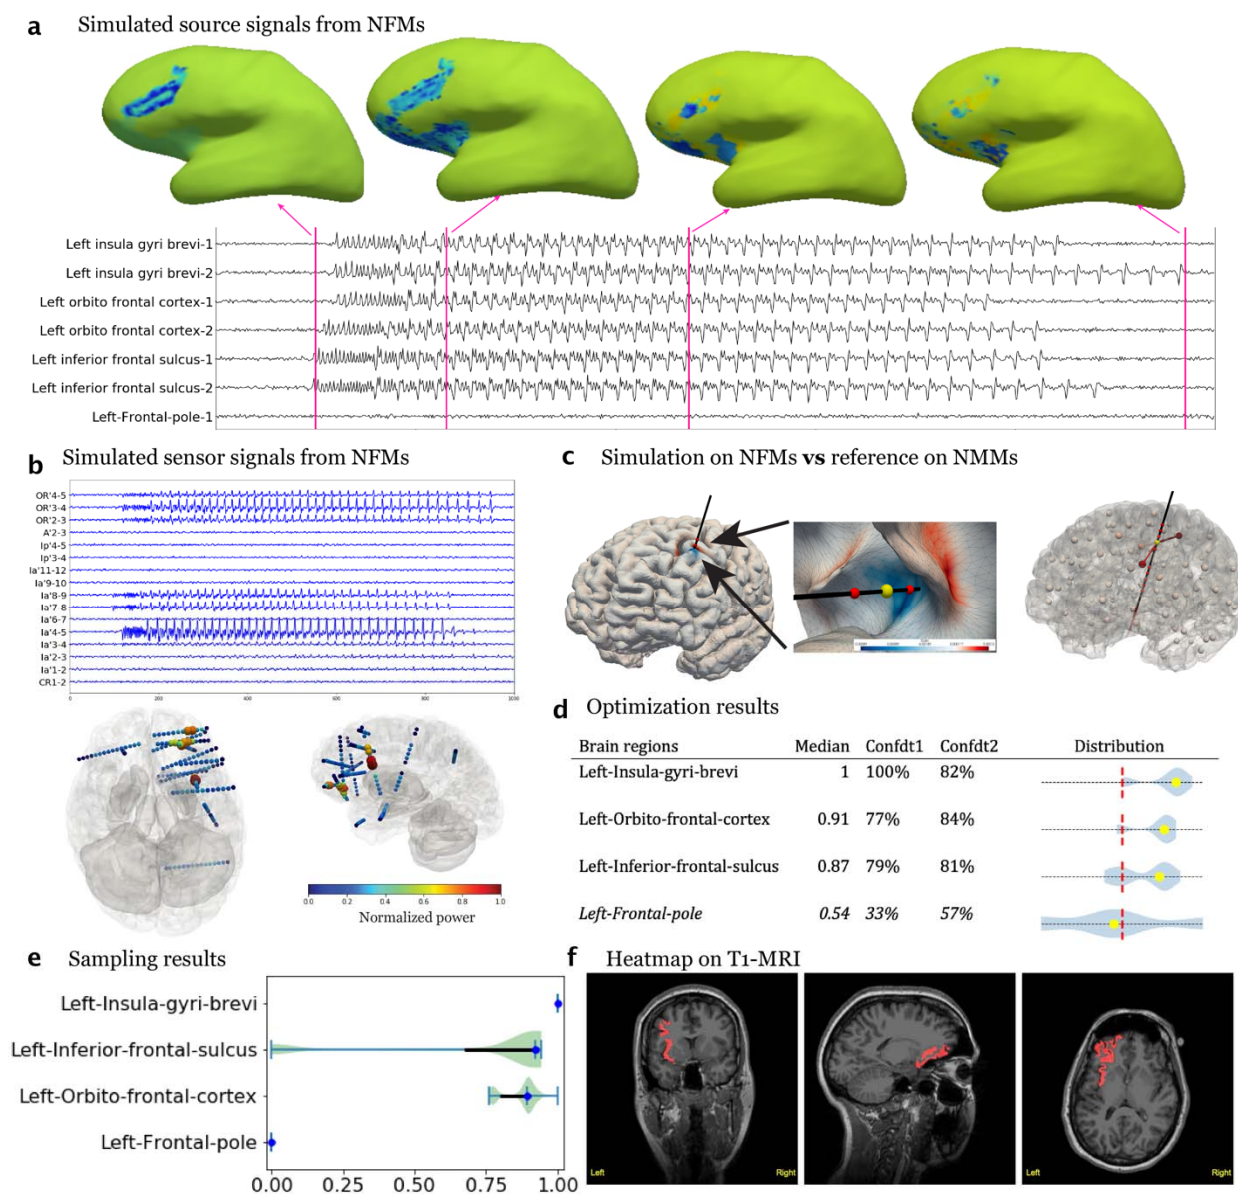 a Simulated source signals from NFMs
Left insula gyri brevi-1
Left insula gyri brevi-2
Left orbito frontal cortex-1
Left orbito frontal cortex-2
Left inferior frontal sulcus-1
Left inferior frontal sulcus-2
Left-Frontal-pole-1
b Simulated sensor signals from NFMs
OR'4-5
OR'3-4
OR'2-3
A'2-3
Ip'4-5
Ip'3-4
Ia'11-12
Ia'9-10
Ia'8-9
Ia'7-8
Ia'6-7
Ia'4-5
Ia'3-4
Ia'2-3
Ia'1-2
CR1-2
0 200 400 600 800 1000
0.0 0.2 0.4 0.6 0.8 1.0
Normalized power
c Simulation on NFMs vs reference on NMMs
d Optimization results
Brain regions Median Confdt1 Confdt2 Distribution
Left-Insula-gyri-brevi 1 100% 82%
Left-Orbito-frontal-cortex 0.91 77% 84%
Left-Inferior-frontal-sulcus 0.87 79% 81%
Left-Frontal-pole 0.54 33% 57%
e Sampling results
Left-Insula-gyri-brevi
Left-Inferior-frontal-sulcus
Left-Orbito-frontal-cortex
Left-Frontal-pole
0.00 0.25 0.50 0.75 1.00
f Heatmap on T1-MRI
Left Right
Left Right